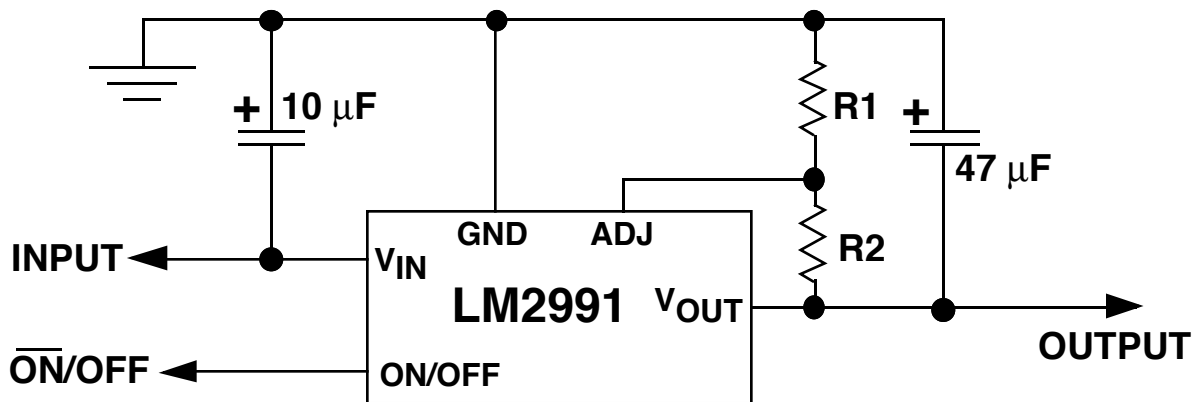 + 10 μF
R1
+
47 μF
GND ADJ
R2
INPUT
VIN
LM2991
VOUT
OUTPUT
ON/OFF
ON/OFF